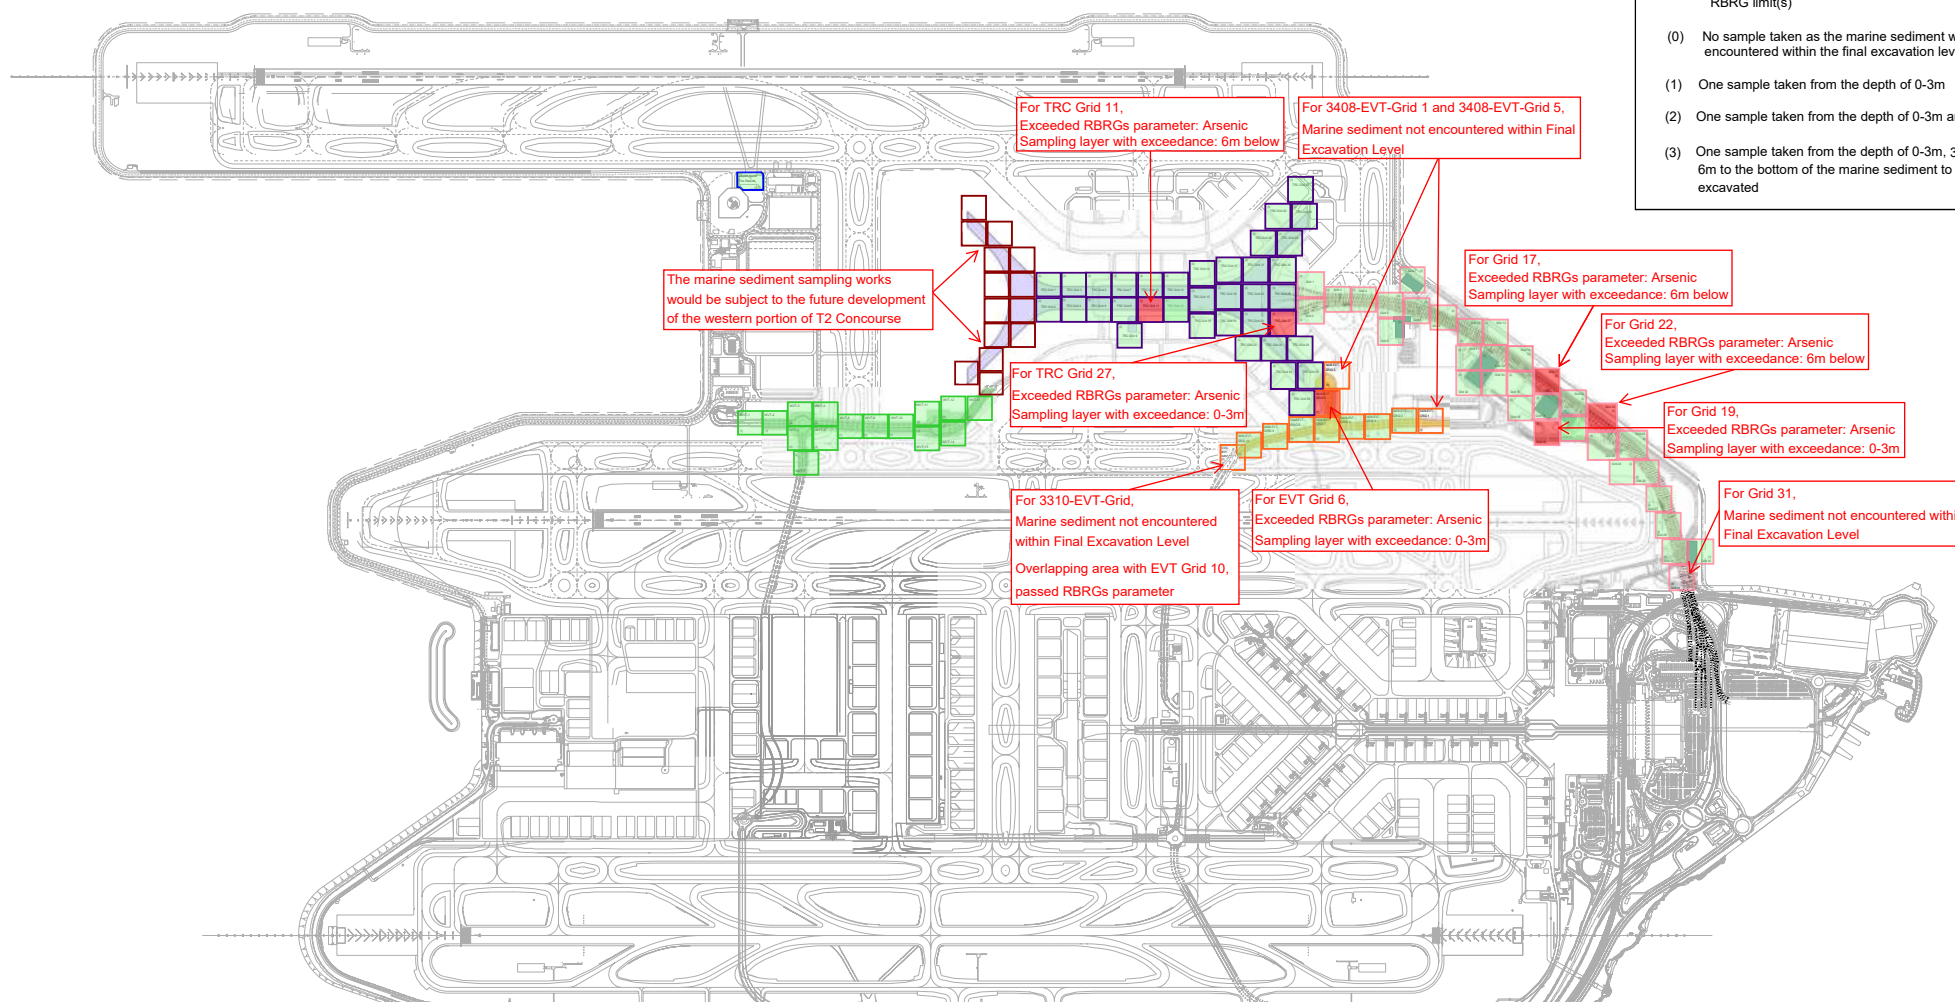 RBRG limit(s)
(0) No sample taken as the marine sediment w
encountered within the final excavation lev
(1) One sample taken from the depth of 0-3m
(2) One sample taken from the depth of 0-3m a
(3) One sample taken from the depth of 0-3m, 3
6m to the bottom of the marine sediment to
excavated
For TRC Grid 11,
Exceeded RBRGs parameter: Arsenic
Sampling layer with exceedance: 6m below
For 3408-EVT-Grid 1 and 3408-EVT-Grid 5,
Marine sediment not encountered within Final
Excavation Level
The marine sediment sampling works
would be subject to the future development
of the western portion of T2 Concourse
For Grid 17,
Exceeded RBRGs parameter: Arsenic
Sampling layer with exceedance: 6m below
For Grid 22,
Exceeded RBRGs parameter: Arsenic
Sampling layer with exceedance: 6m below
For TRC Grid 27,
Exceeded RBRGs parameter: Arsenic
Sampling layer with exceedance: 0-3m
For Grid 19,
Exceeded RBRGs parameter: Arsenic
Sampling layer with exceedance: 0-3m
For 3310-EVT-Grid,
Marine sediment not encountered
within Final Excavation Level
Overlapping area with EVT Grid 10,
passed RBRGs parameter
For EVT Grid 6,
Exceeded RBRGs parameter: Arsenic
Sampling layer with exceedance: 0-3m
For Grid 31,
Marine sediment not encountered withi
Final Excavation Level